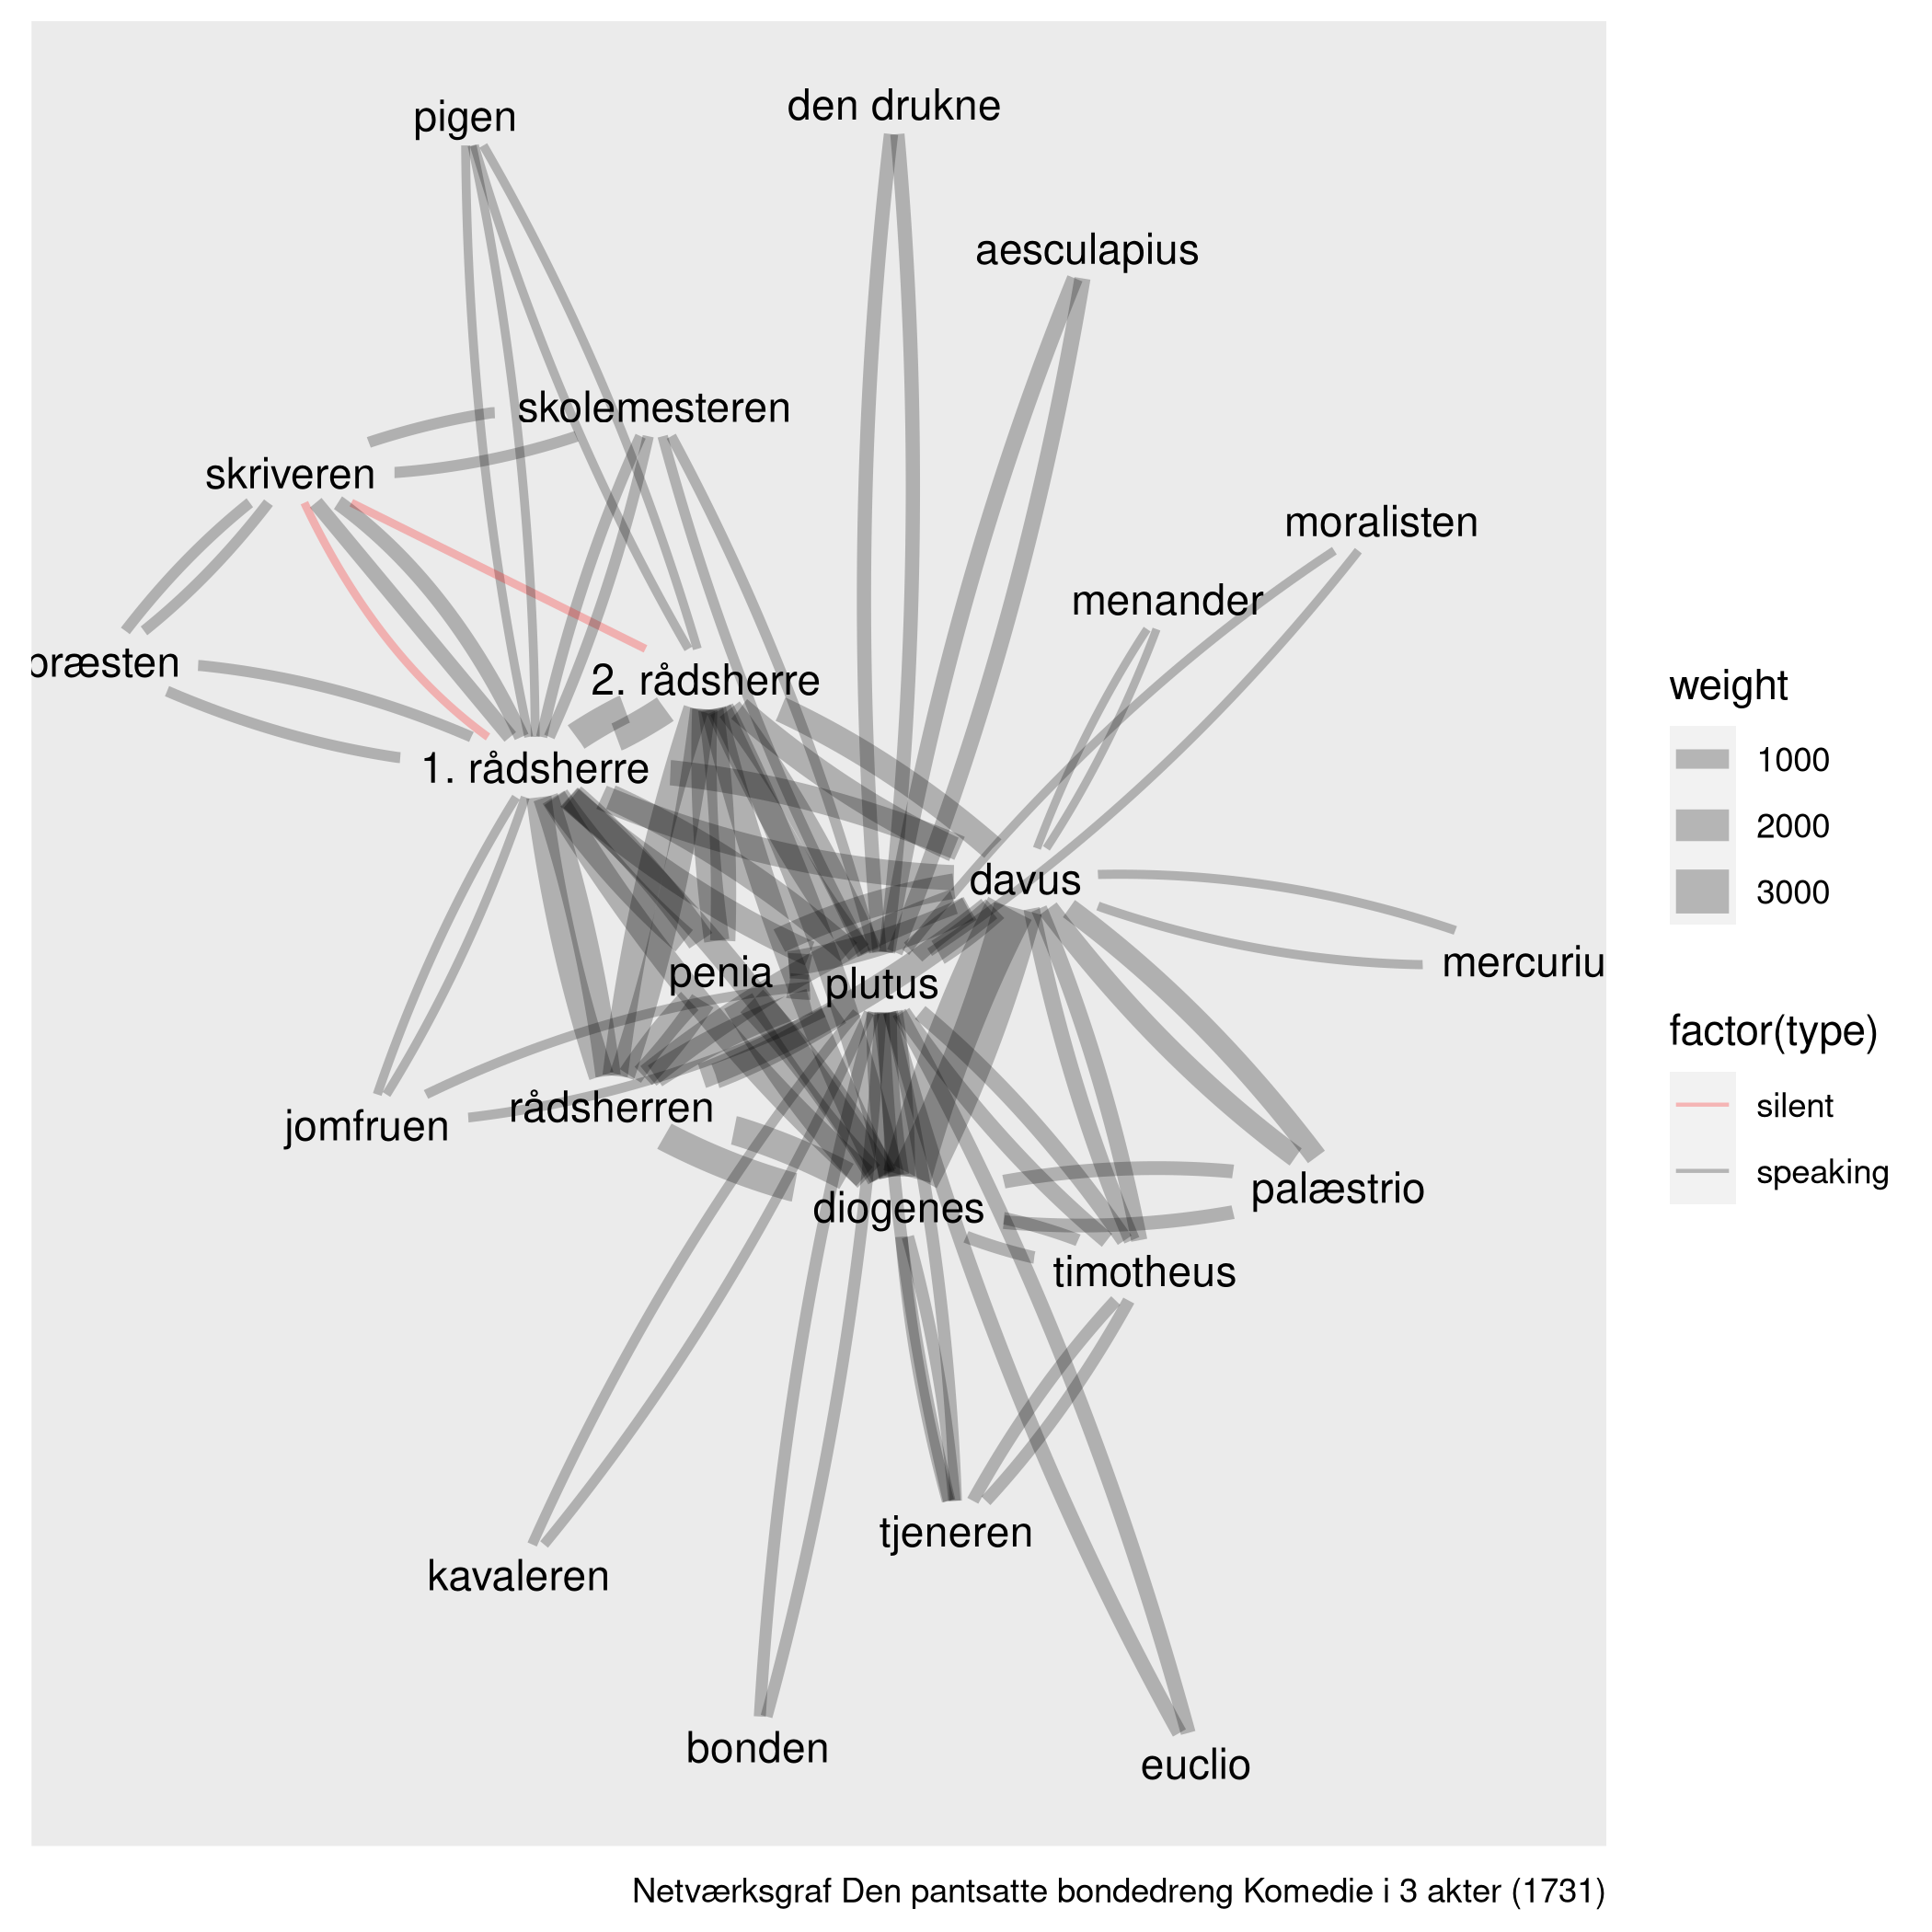 pigen
den drukne
aesculapius
skolemesteren
skriveren
moralisten
menander
præsten
2. rådsherre
1. rådsherre
davus
mercuriu
penia
plutus
jomfruen
rådsherren
palæstrio
diogenes
timotheus
tjeneren
kavaleren
bonden
euclio
weight
1000
2000
3000
factor(type)
silent
speaking
Netværksgraf Den pantsatte bondedreng Komedie i 3 akter (1731)